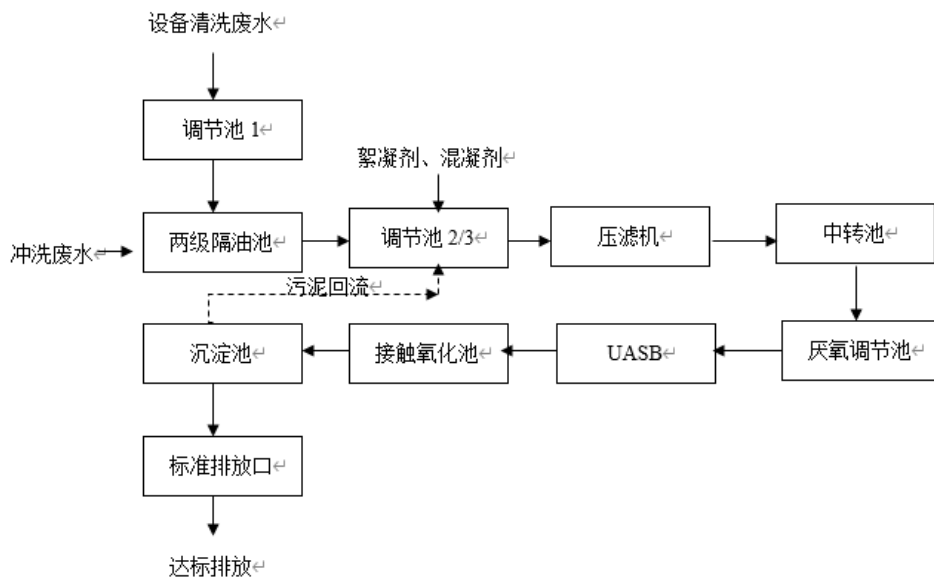 设备清洗废水
调节池 1
絮凝剂、混凝剂
冲洗废水
两级隔油池
调节池 2/3
压滤机
中转池
污泥回流
沉淀池
接触氧化池
UASB
厌氧调节池
标准排放口
达标排放